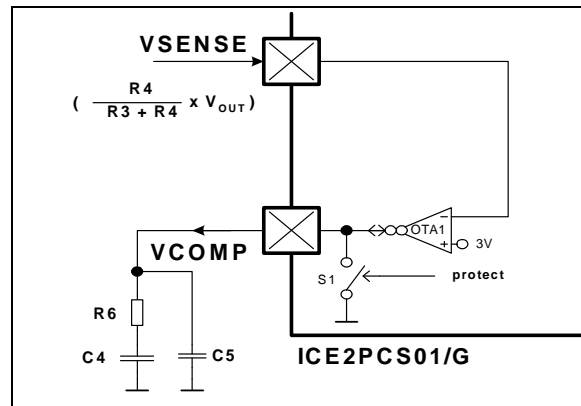 VSENSE
( R4
R3 + R4 x VOUT )
−
OTA1
+ 3V
VCOMP
S1
protect
R6
C4
C5
ICE2PCS01/G